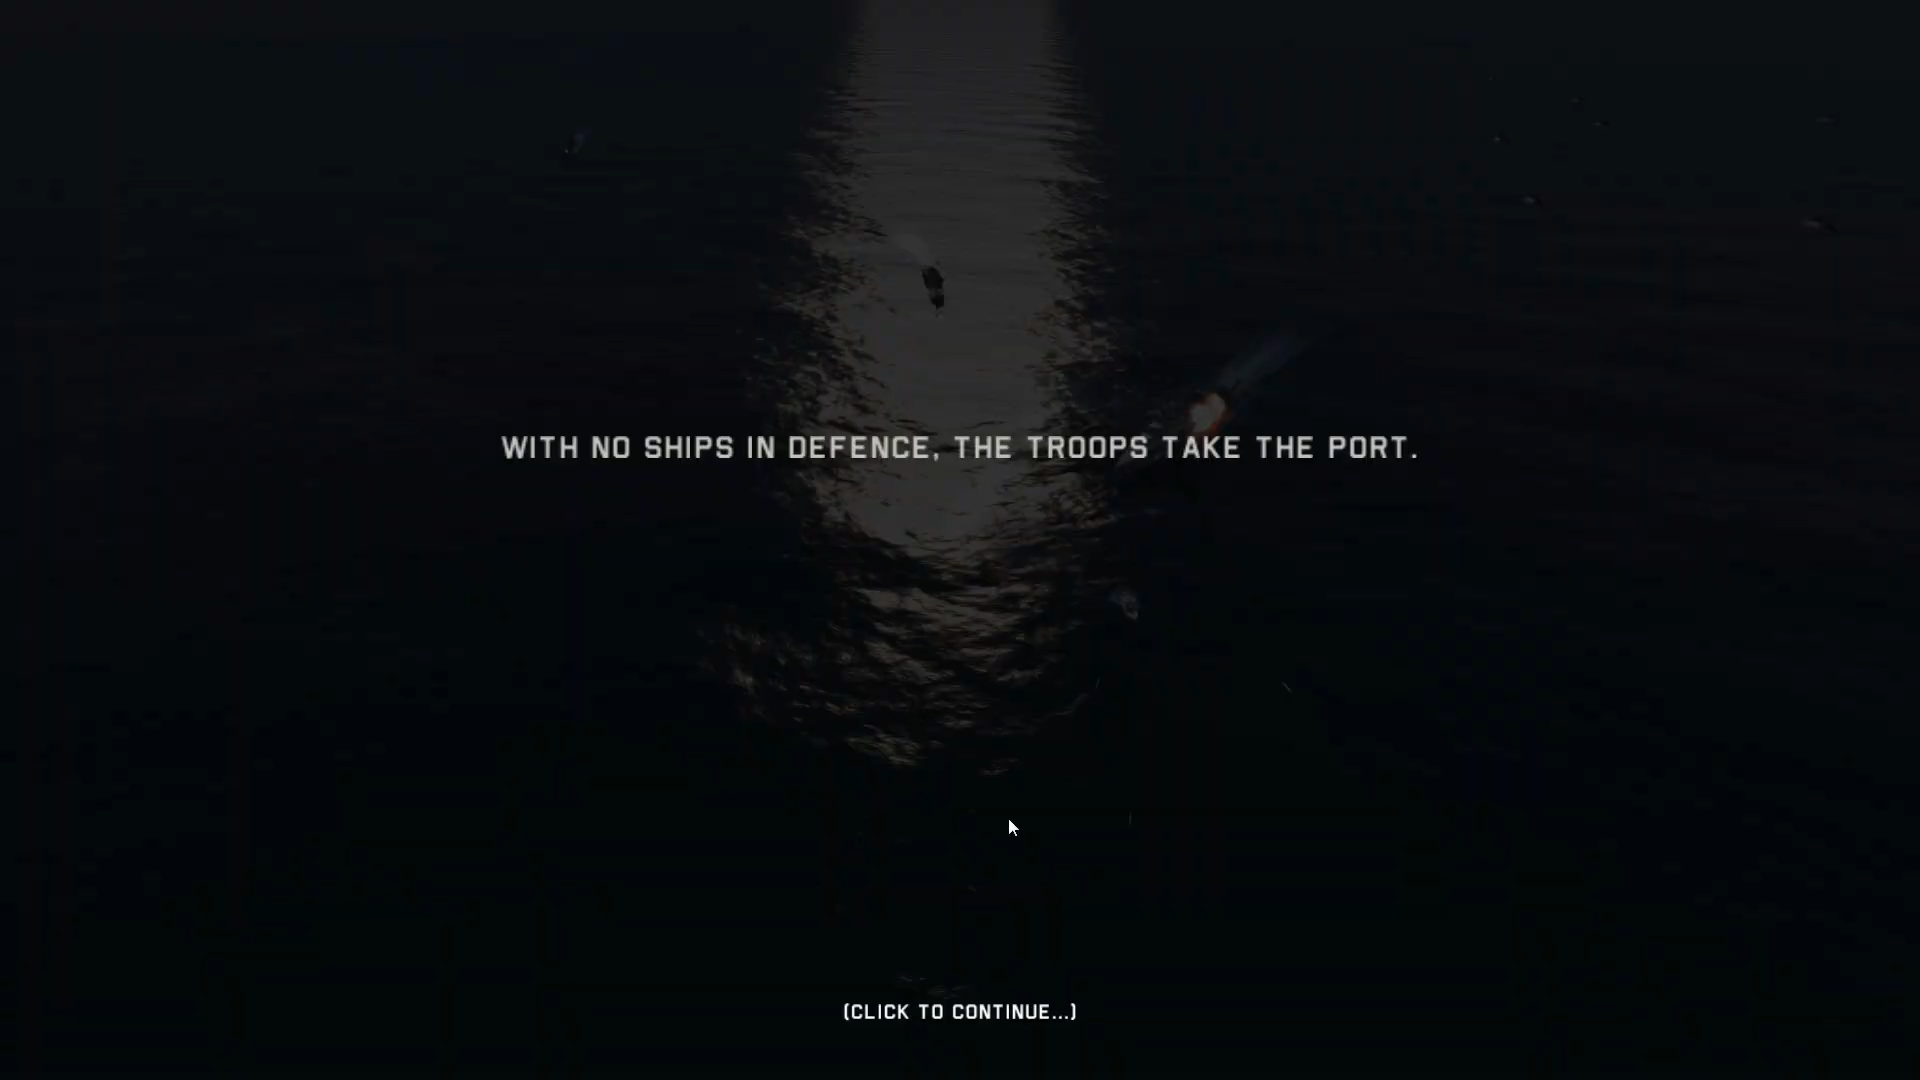 WITH NO SHIPS IN DEFENCE, THE TROOPS TAKE THE PORT.
(CLICK TO CONTINUE...)